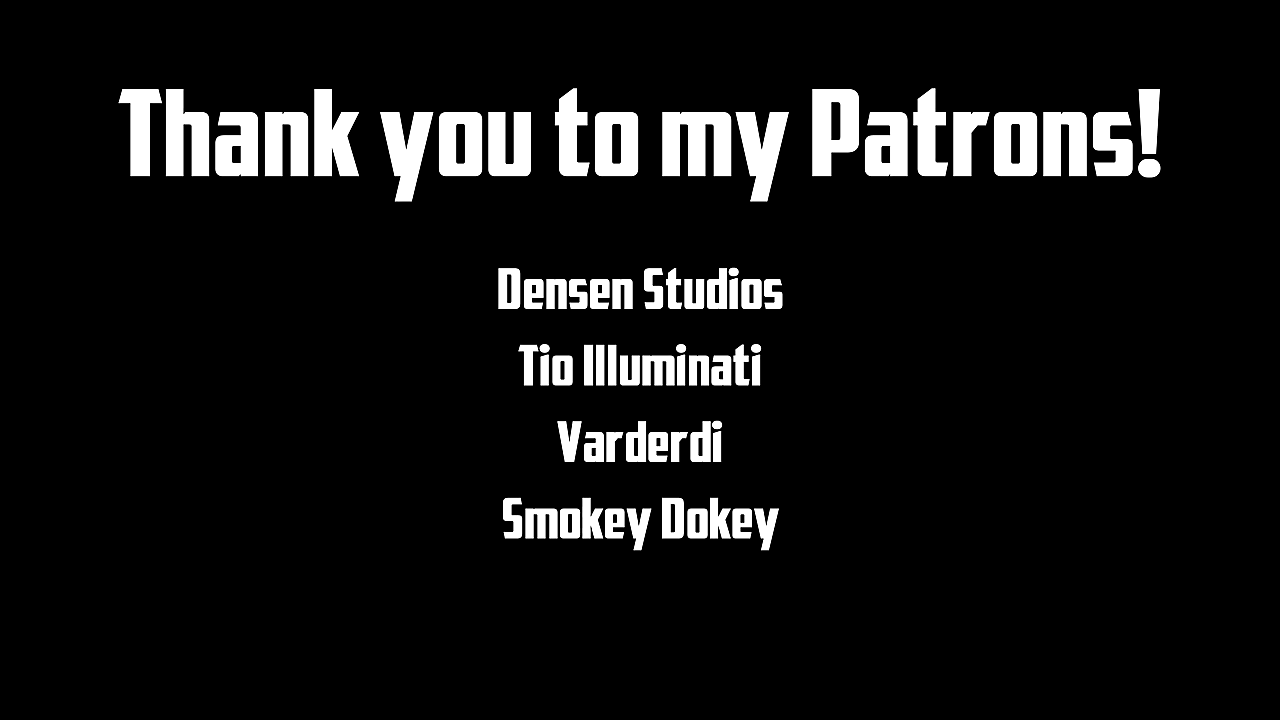 Thank you to my Patrons!
Densen Studios
Tio Illuminati
Varderdi
Smokey Dokey